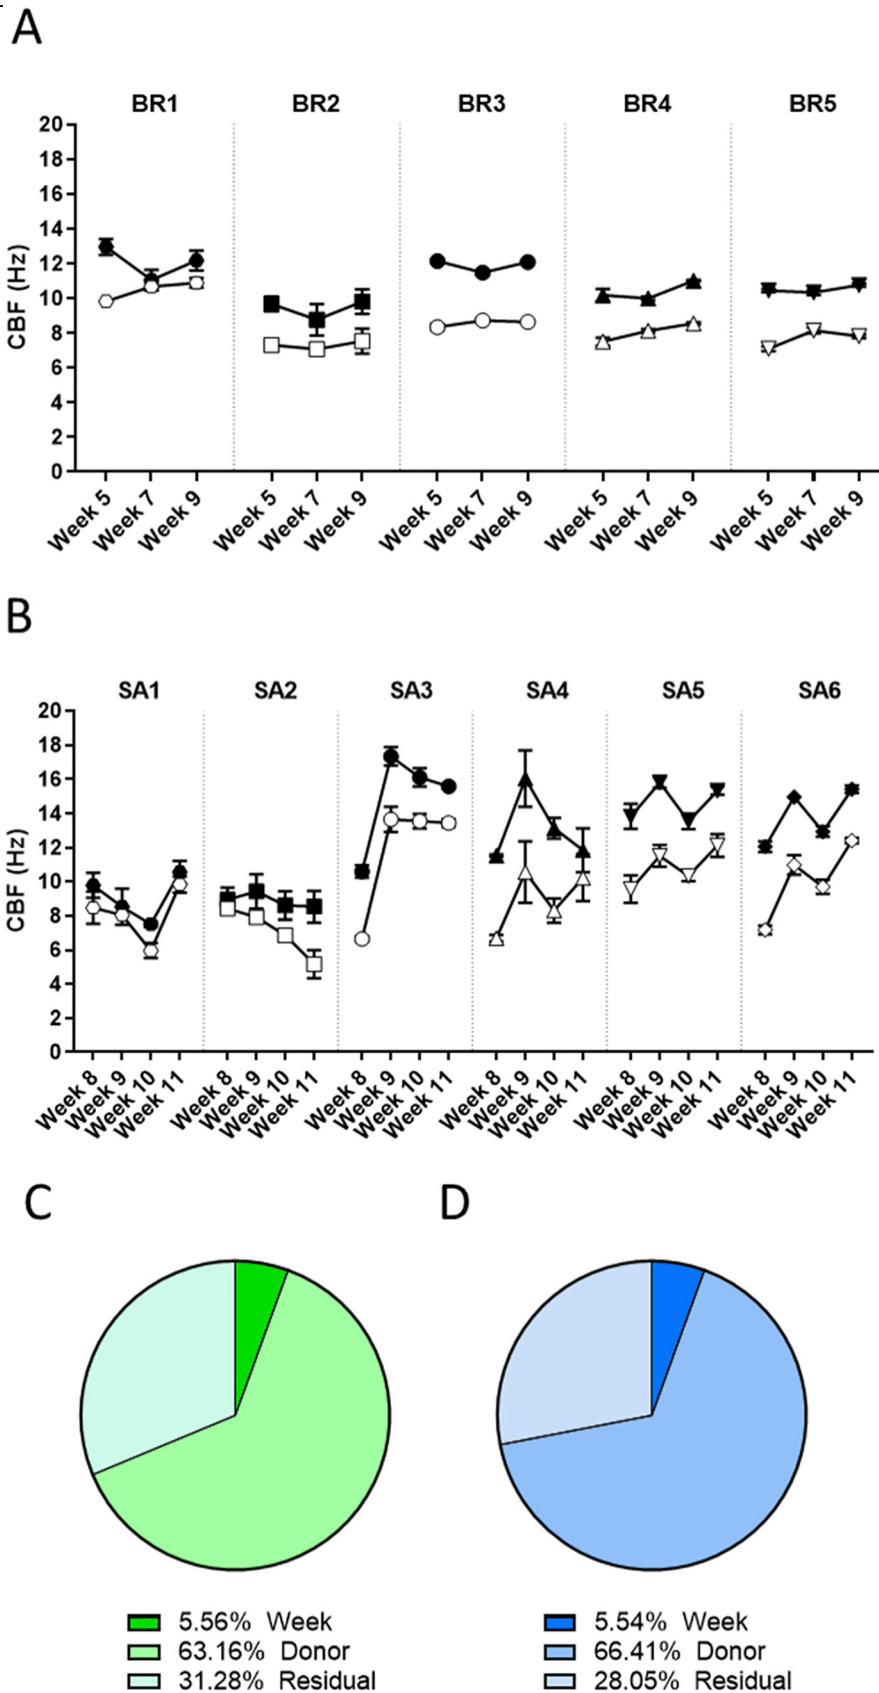 A
BR1 BR2 BR3 BR4 BR5
20
18
16
14
12
10
8
6
4
2
0
CBF (Hz)
Week 5 Week 7 Week 9 Week 5 Week 7 Week 9 Week 5 Week 7 Week 9 Week 5 Week 7 Week 9 Week 5 Week 7 Week 9
B
SA1 SA2 SA3 SA4 SA5 SA6
20
18
16
14
12
10
8
6
4
2
0
CBF (Hz)
Week 8 Week 9 Week 10 Week 11 Week 8 Week 9 Week 10 Week 11 Week 8 Week 9 Week 10 Week 11 Week 8 Week 9 Week 10 Week 11 Week 8 Week 9 Week 10 Week 11 Week 8 Week 9 Week 10 Week 11
C
5.56% Week
63.16% Donor
31.28% Residual
D
5.54% Week
66.41% Donor
28.05% Residual